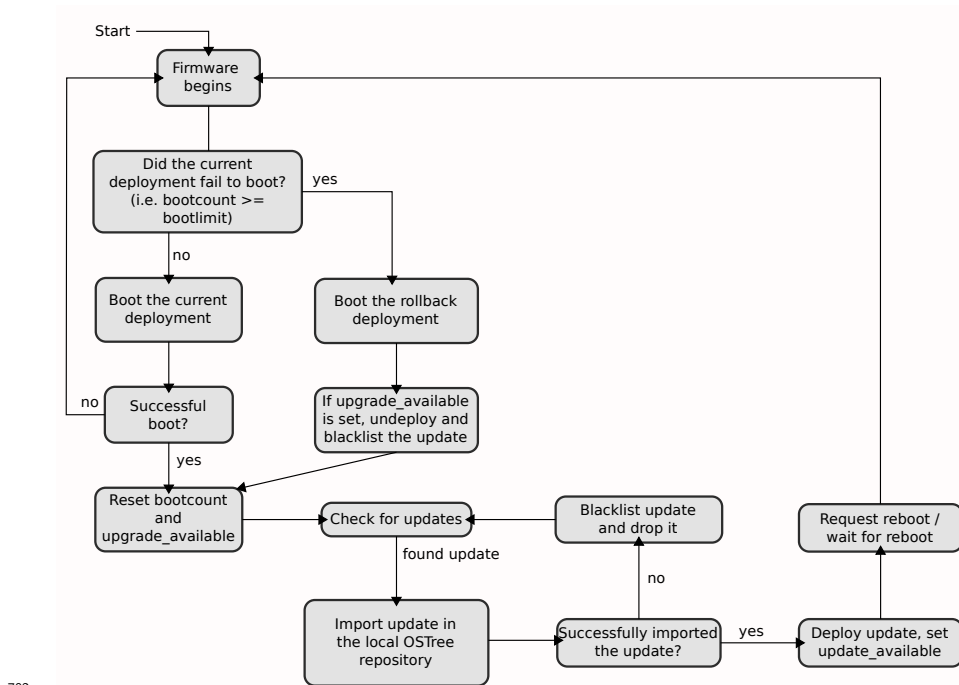 Start
Firmware
begins
Did the current
deployment fail to boot?
(i.e. bootcount >=
bootlimit)
yes
no
Boot the current
deployment
Boot the rollback
deployment
no
Successful
boot?
If upgrade_available
is set, undeploy and
blacklist the update
yes
Reset bootcount
and
upgrade_available
Check for updates
Blacklist update
and drop it
Request reboot /
wait for reboot
found update
no
Import update in
the local OSTree
repository
Successfully imported
the update?
yes
Deploy update, set
update_available